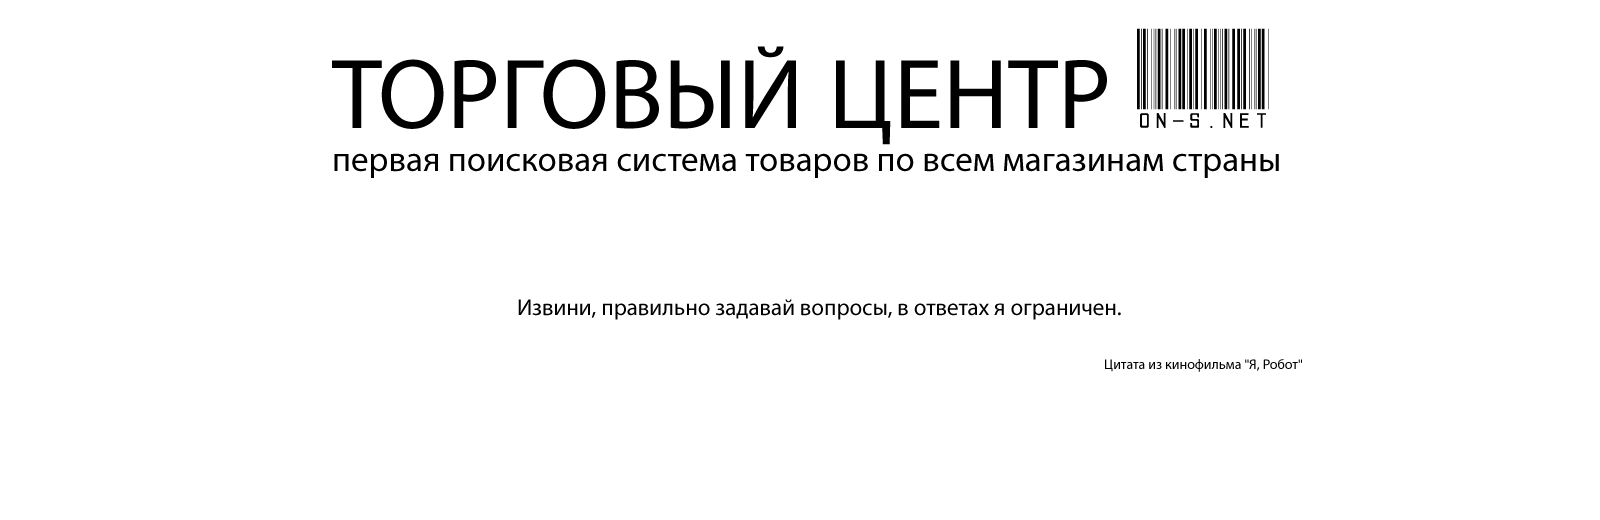 ТОРГОВЫЙ ЦЕНТР
ON-S.NET
первая поисковая система товаров по всем магазинам страны
Извини, правильно задавай вопросы, в ответах я ограничен.
Цитата из кинофильма "Я, Робот"